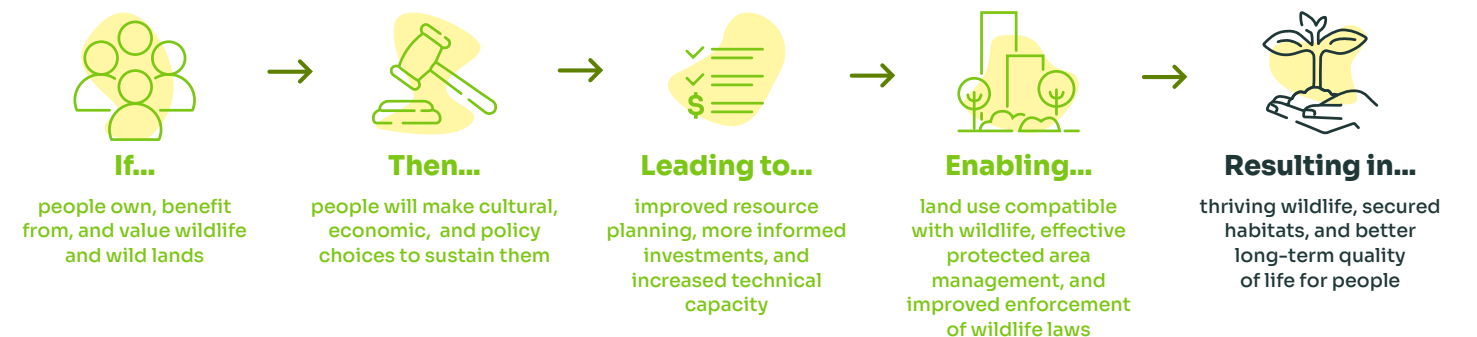 $
If...
people own, benefit
from, and value wildlife
and wild lands
Then...
people will make cultural,
economic, and policy
choices to sustain them
Leading to...
improved resource
planning, more informed
investments, and
increased technical
capacity
Enabling...
land use compatible
with wildlife, effective
protected area
management, and
improved enforcement
of wildlife laws
Resulting in...
thriving wildlife, secured
habitats, and better
long-term quality
of life for people